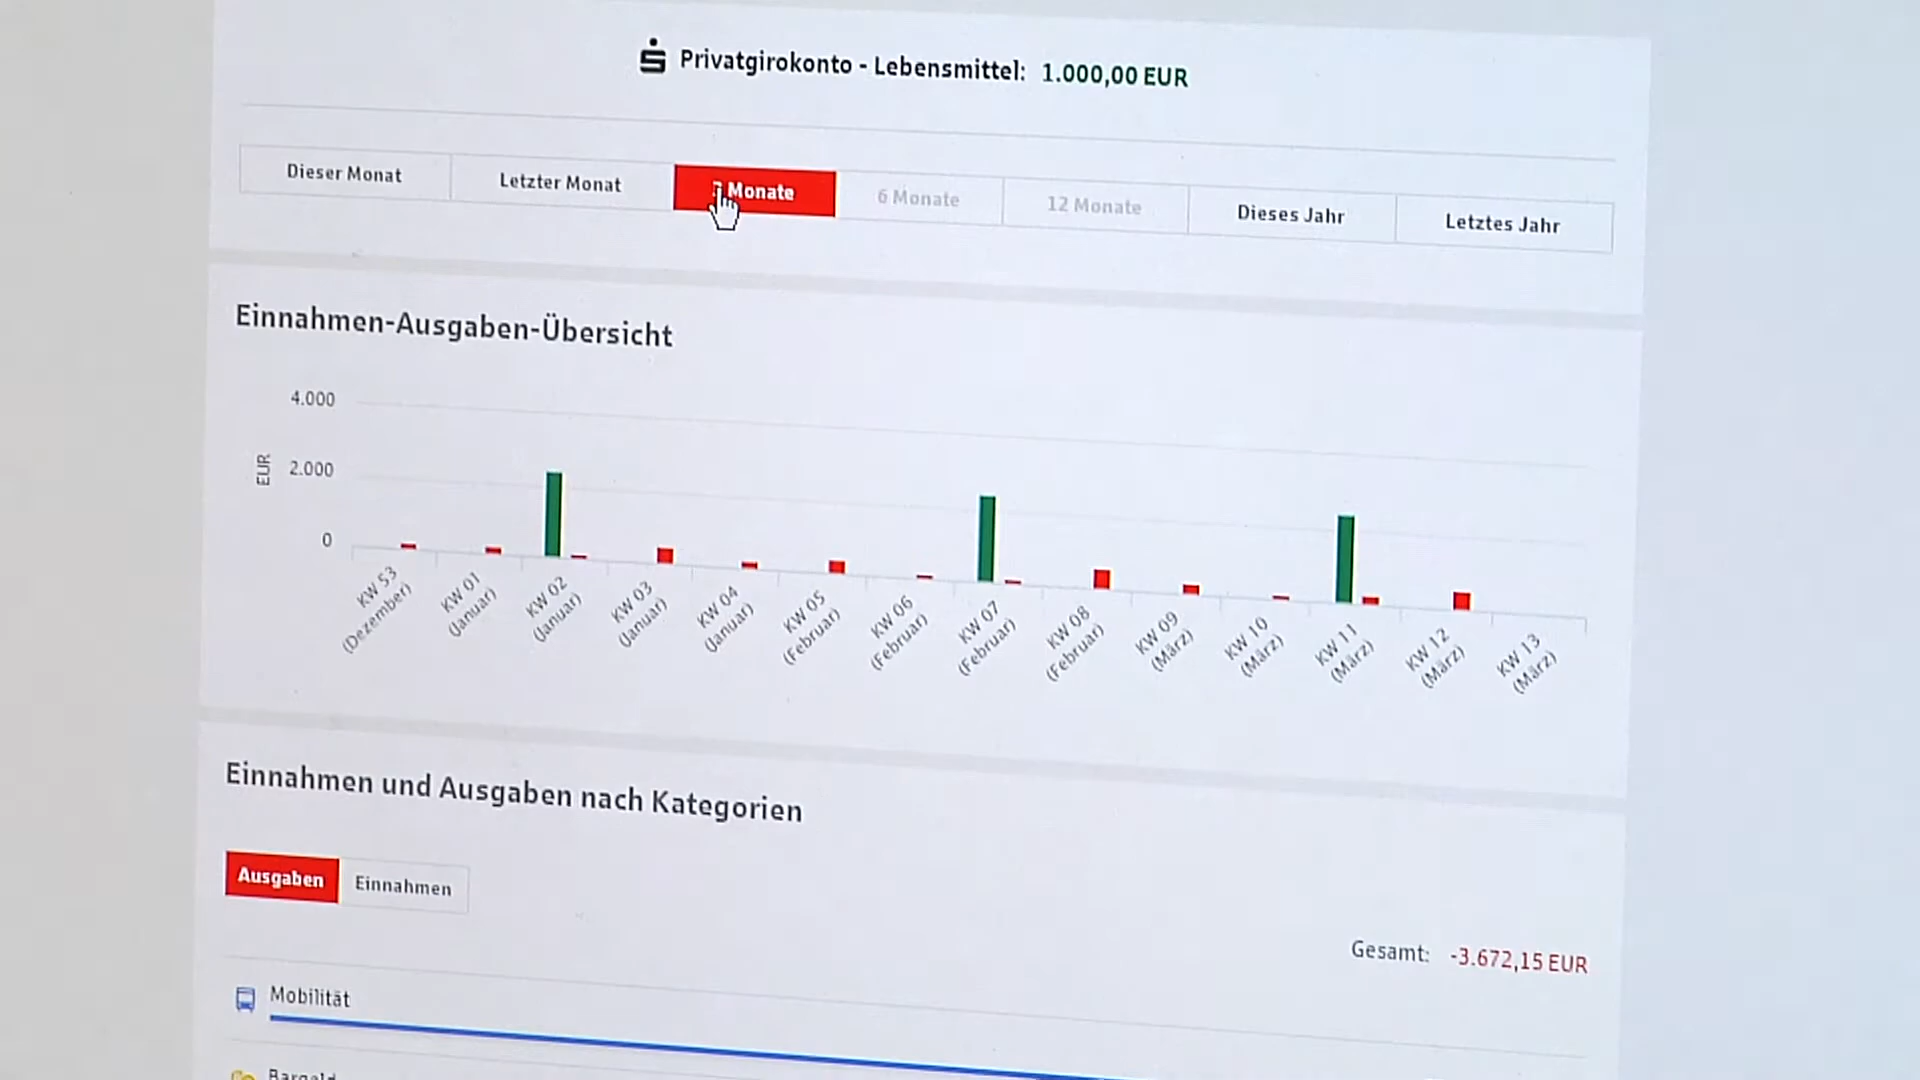 Privatgirokonto - Lebensmittel: 1.000,00 EUR
Dieser Monat
Letzter Monat
Monate
6 Monate
12 Monate
Dieses Jahr
Letztes Jahr
Einnahmen-Ausgaben-Übersicht
EUR
4.000
2.000
0
KW 53
(Dezember)
KW 01
(Januar)
KW 02
(Januar)
KW 03
(Januar)
KW 04
(Januar)
KW 05
(Februar)
KW 06
(Februar)
KW 07
(Februar)
KW 08
(Februar)
KW 09
(März)
KW 10
(März)
KW 11
(März)
KW 12
(März)
KW 13
(März)
Einnahmen und Ausgaben nach Kategorien
Ausgaben
Einnahmen
Gesamt: -3.672,15 EUR
Mobilität
Bargeld